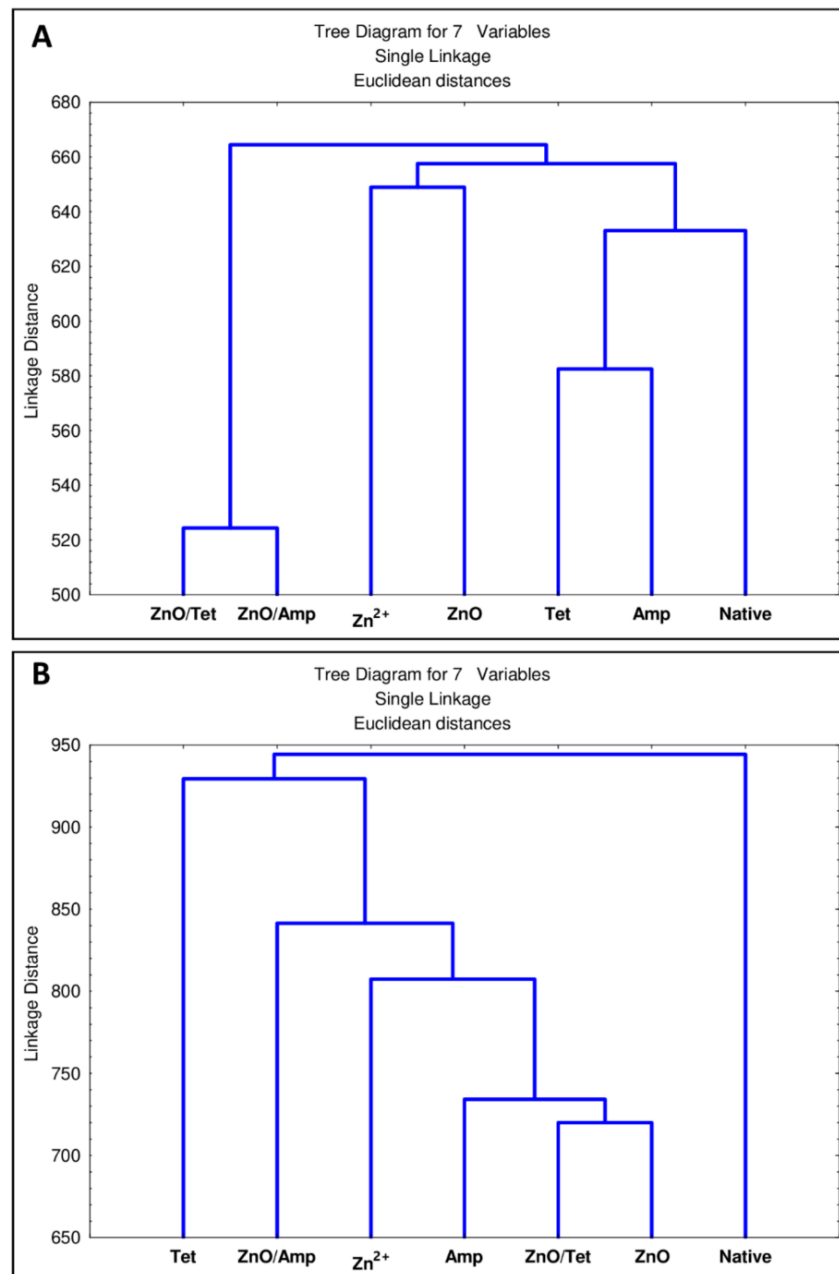 A
Tree Diagram for 7 Variables
Single Linkage
Euclidean distances
680
660
640
620
600
580
560
540
520
500
Linkage Distance
ZnO/Tet ZnO/Amp Zn²⁺ ZnO Tet Amp Native
B
Tree Diagram for 7 Variables
Single Linkage
Euclidean distances
950
900
850
800
750
700
650
Linkage Distance
Tet ZnO/Amp Zn²⁺ Amp ZnO/Tet ZnO Native